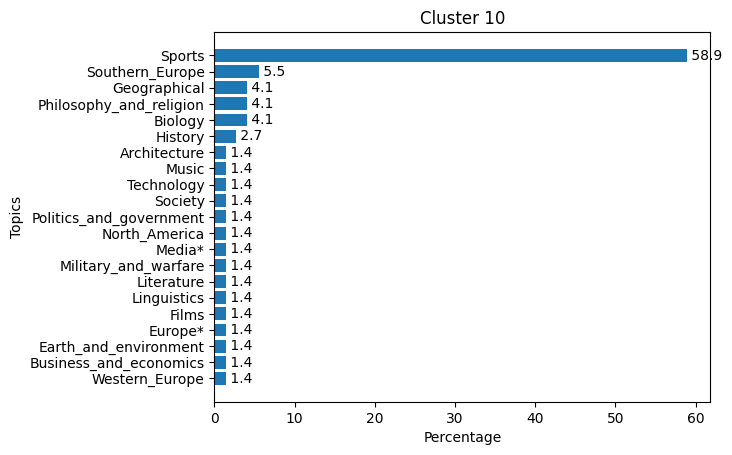 Cluster 10
Topics
Sports 58.9
Southern_Europe 5.5
Geographical 4.1
Philosophy_and_religion 4.1
Biology 4.1
History 2.7
Architecture 1.4
Music 1.4
Technology 1.4
Society 1.4
Politics_and_government 1.4
North_America 1.4
Media* 1.4
Military_and_warfare 1.4
Literature 1.4
Linguistics 1.4
Films 1.4
Europe* 1.4
Earth_and_environment 1.4
Business_and_economics 1.4
Western_Europe 1.4
0 10 20 30 40 50 60
Percentage